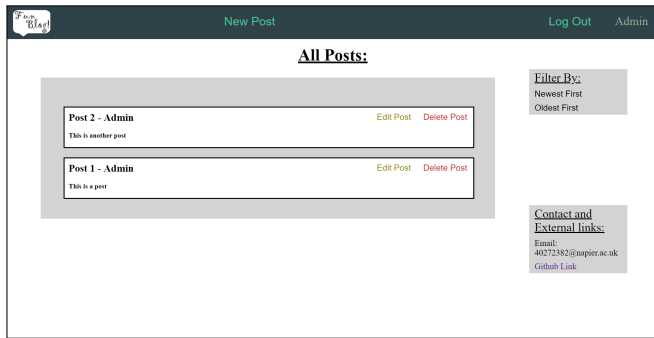 Fun
Blog!
New Post
Log Out
Admin
All Posts:
Post 2 - Admin
Edit Post
Delete Post
This is another post
Post 1 - Admin
Edit Post
Delete Post
This is a post
Filter By:
Newest First
Oldest First
Contact and
External links:
Email:
40272382@napier.ac.uk
Github Link